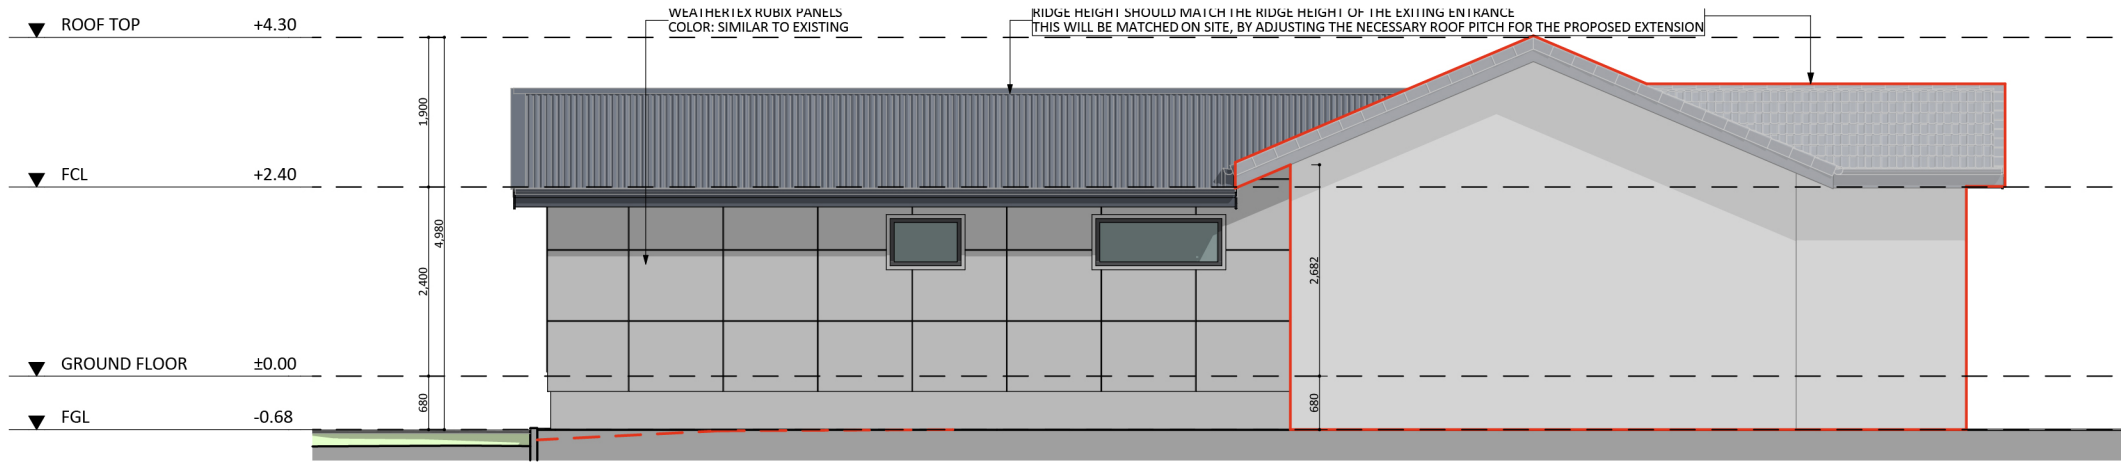 WEATHERTEX RUBIX PANELS
COLOR: SIMILAR TO EXISTING
RIDGE HEIGHT SHOULD MATCH THE RIDGE HEIGHT OF THE EXITING ENTRANCE
THIS WILL BE MATCHED ON SITE, BY ADJUSTING THE NECESSARY ROOF PITCH FOR THE PROPOSED EXTENSION
ROOF TOP +4.30
1,900
FCL +2.40
4,980
2,400
2,682
GROUND FLOOR ±0.00
680
680
FGL -0.68